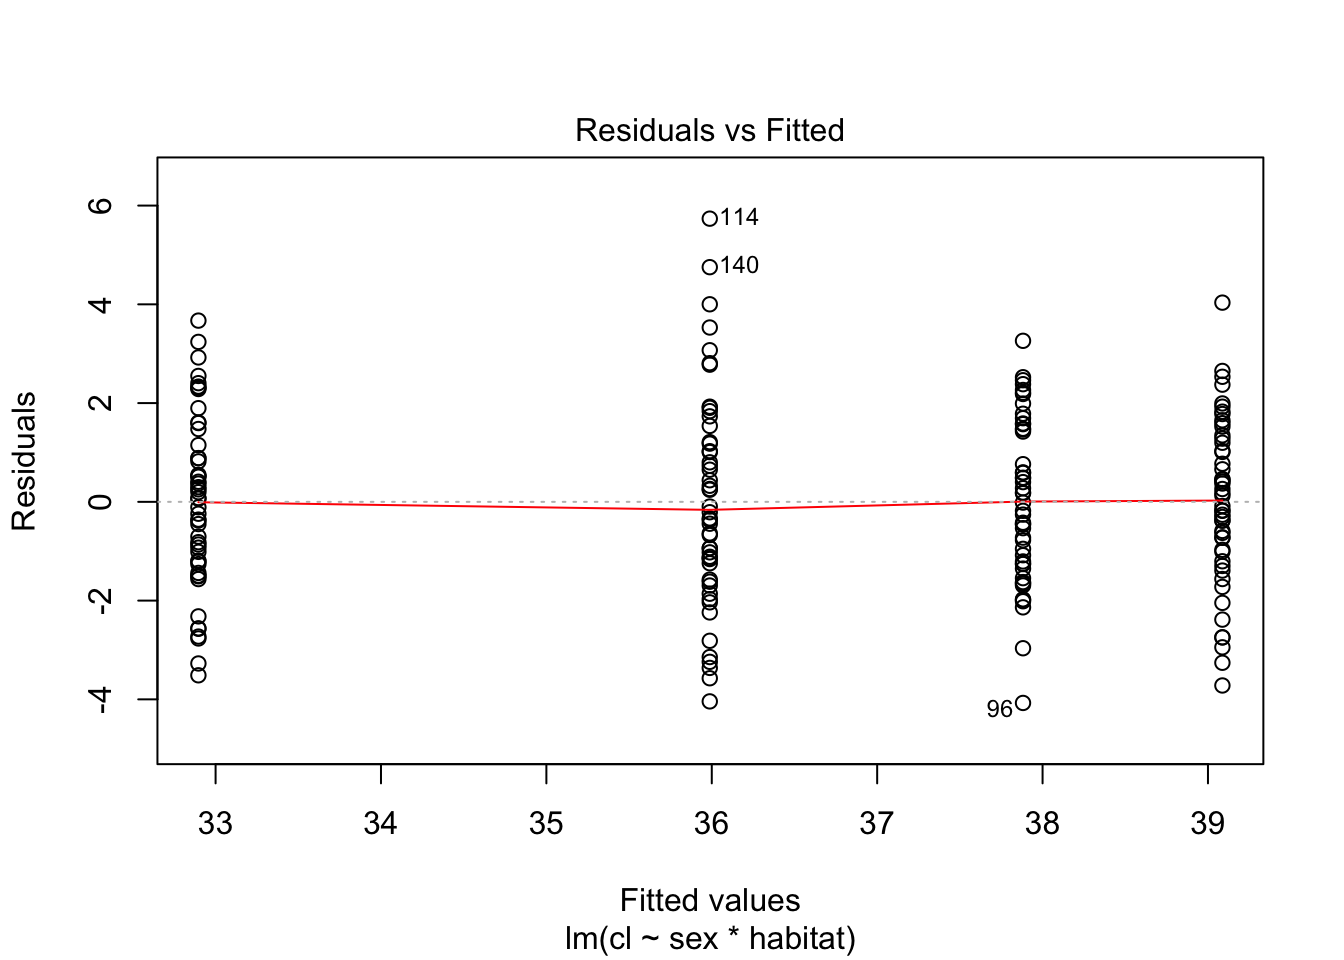 Residuals vs Fitted
Residuals
6
4
2
0
-2
-4
114
140
96
33 34 35 36 37 38 39
Fitted values
lm(cl ~ sex * habitat)